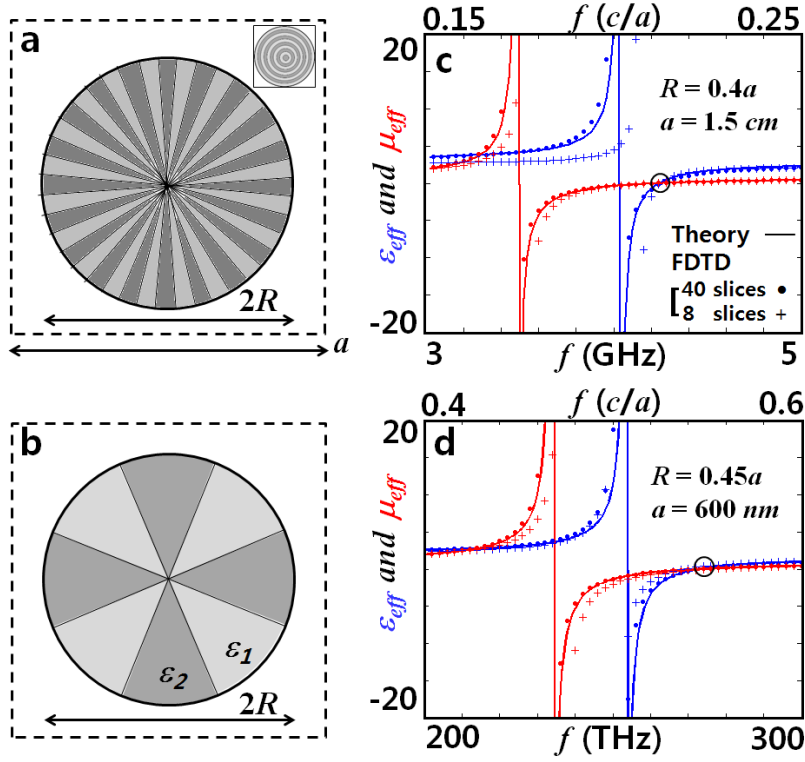 a
2R
a
b
ε1
ε2
2R
0.15 f (c/a) 0.25
20
c
R = 0.4a
a = 1.5 cm
εeff and μeff
Theory
FDTD
40 slices
8 slices
-20
3 f (GHz) 5
0.4 f (c/a) 0.6
20
d
R = 0.45a
a = 600 nm
εeff and μeff
-20
200 f (THz) 300